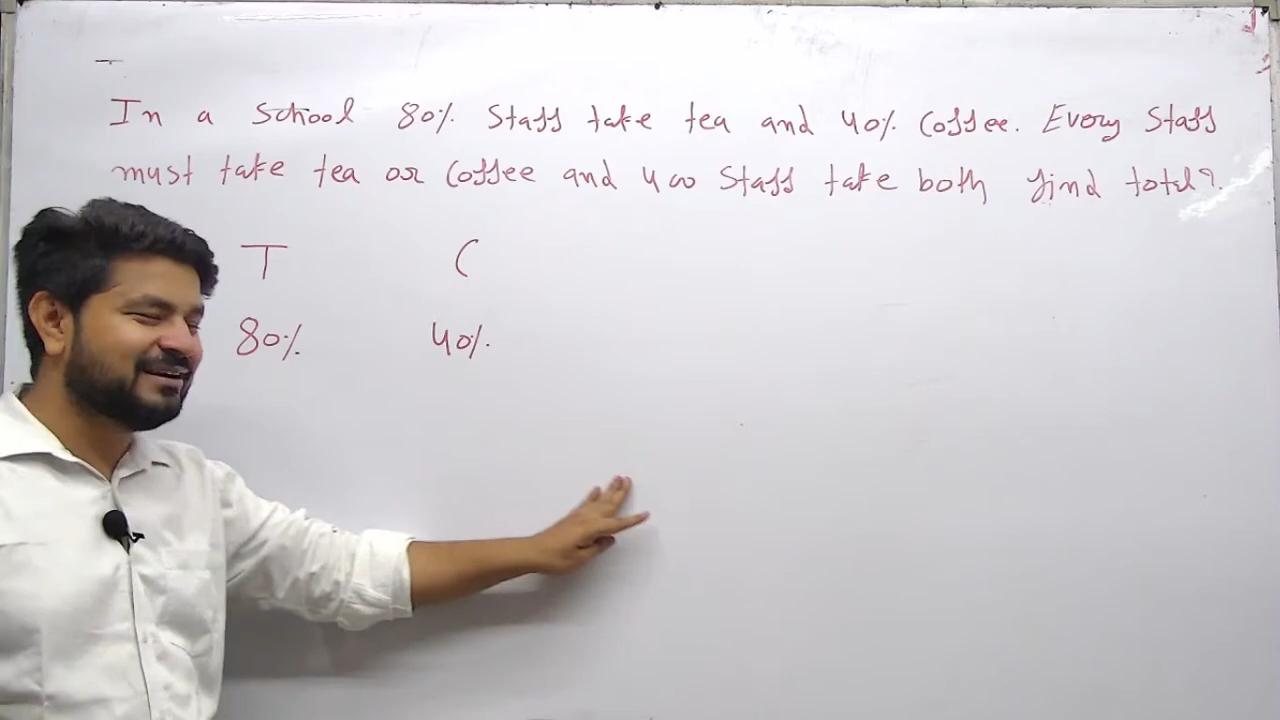 In a school 80% Staff take tea and 40% Coffee. Every Staff
must take tea or Coffee and 400 Staff take both find total?
T C
80% 40%